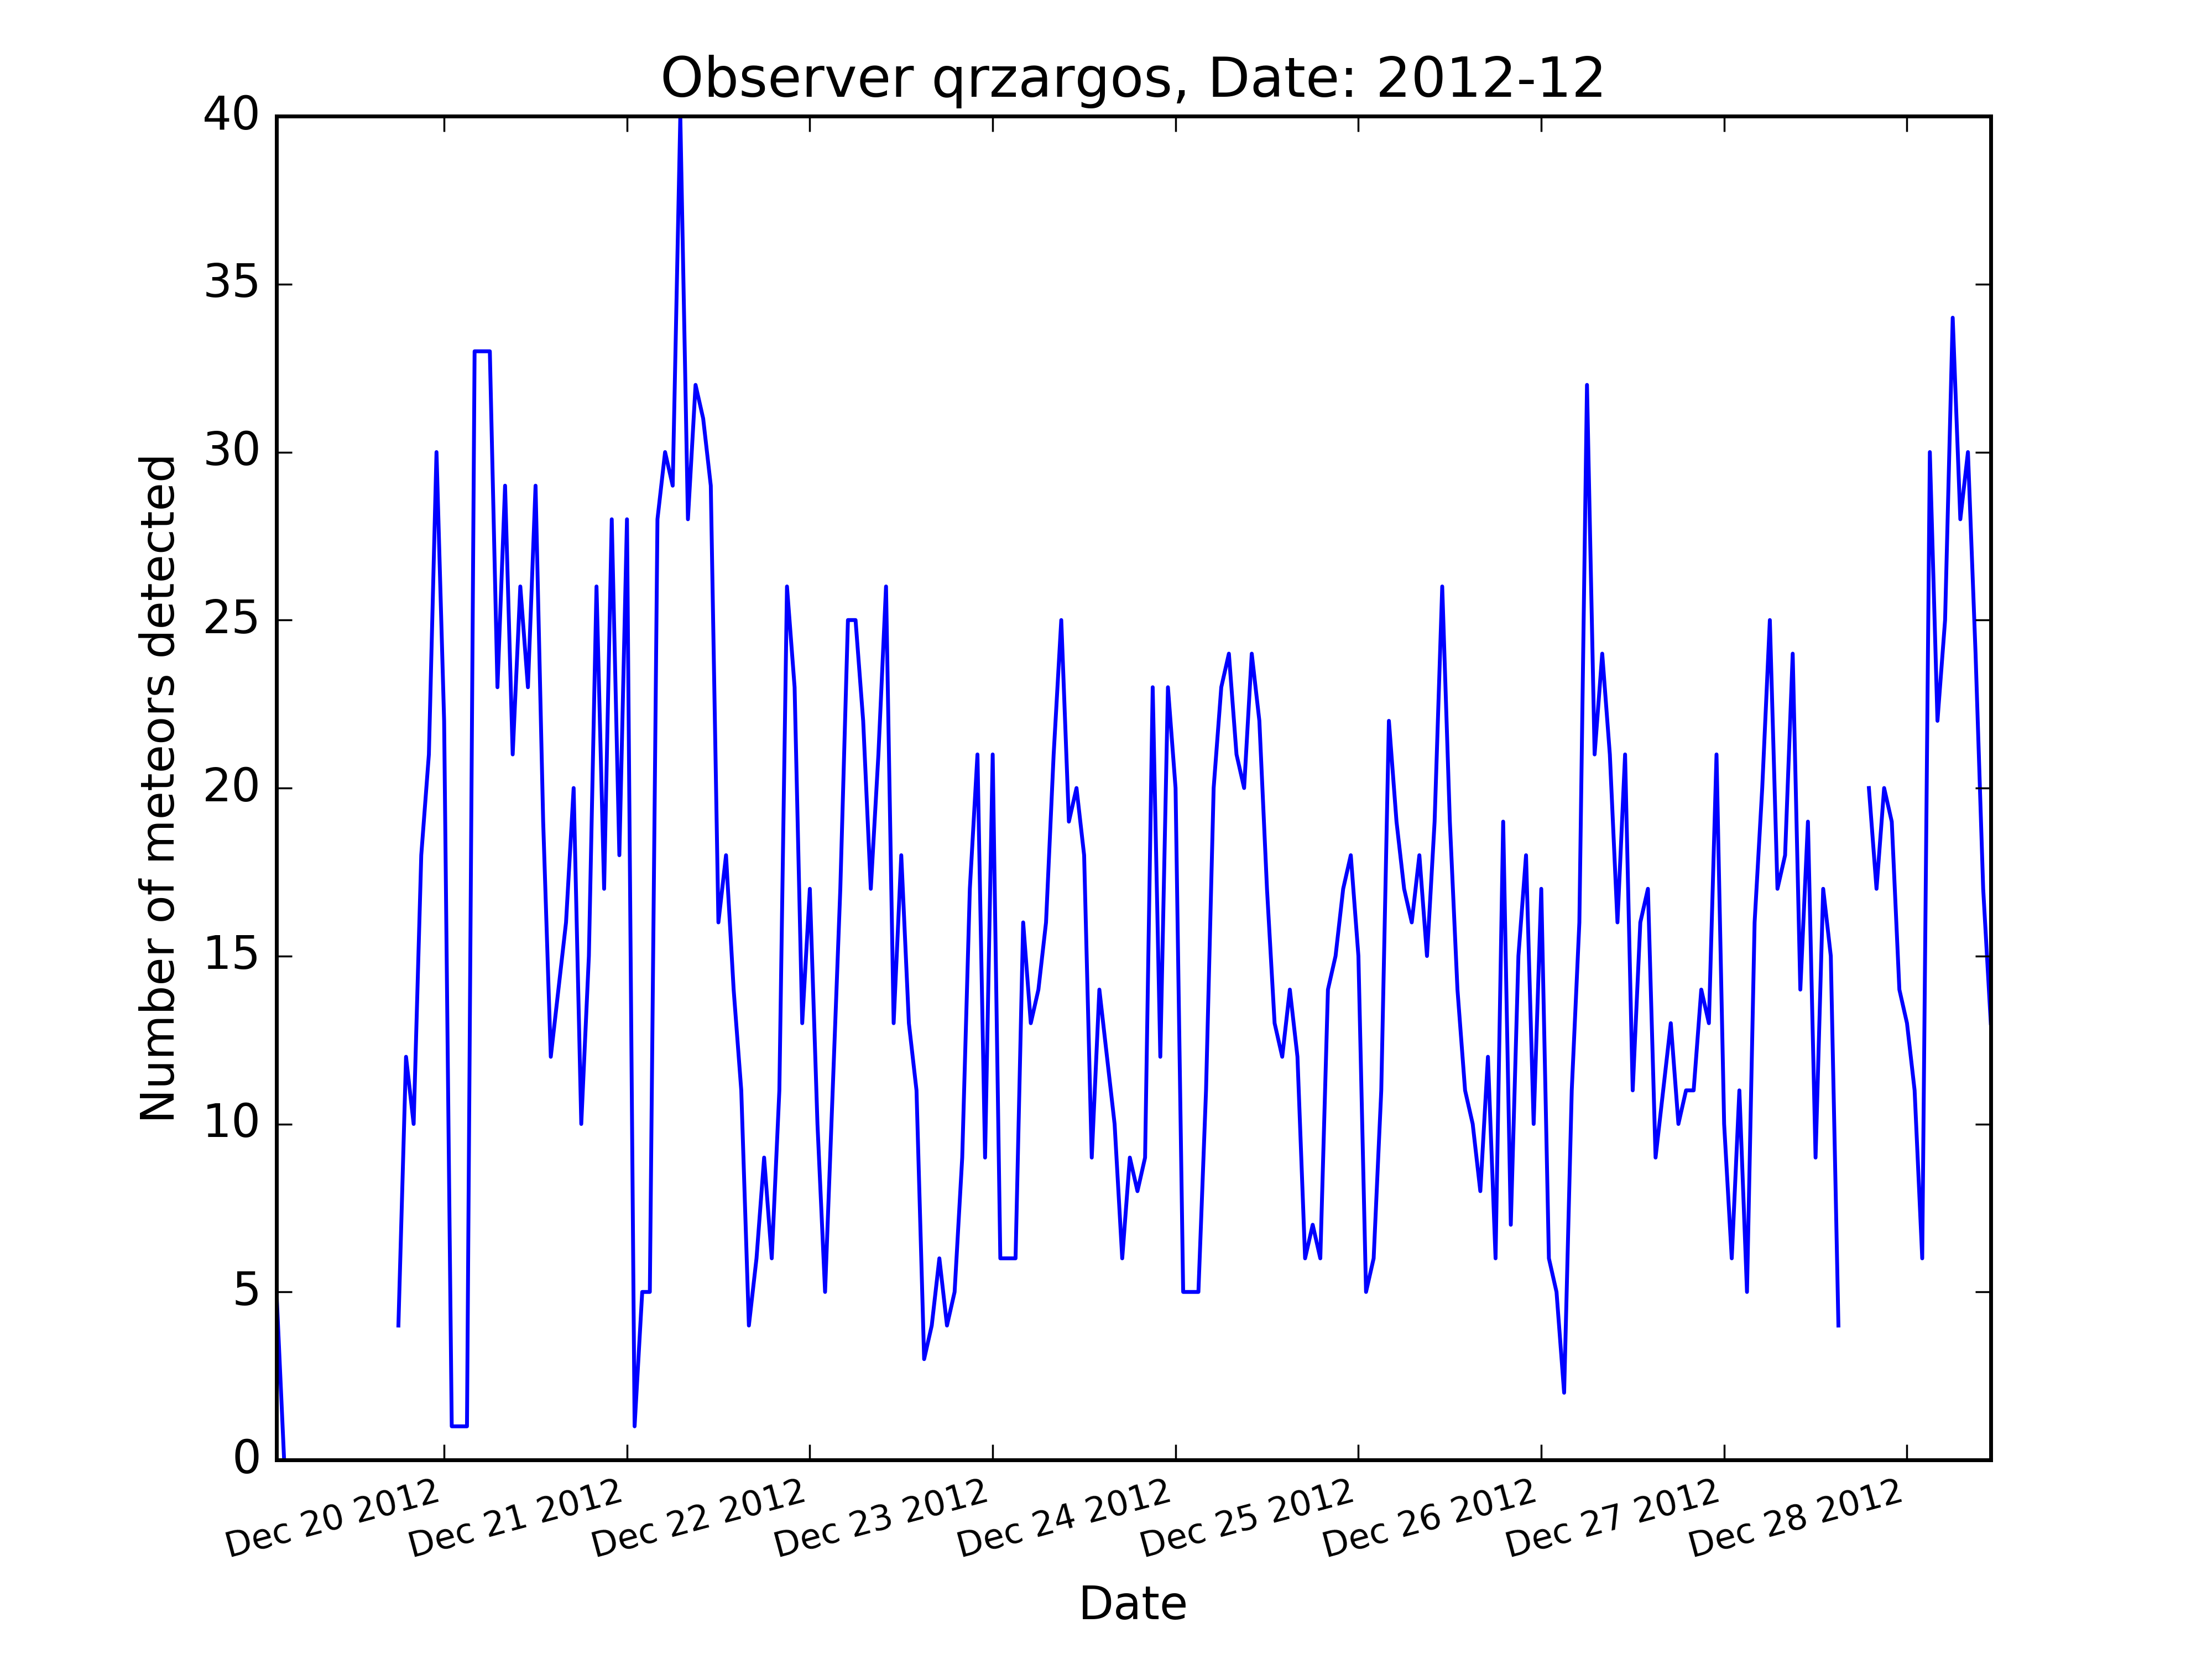 Observer qrzargos, Date: 2012-12
40
35
30
25
20
15
10
5
0
Number of meteors detected
Dec 20 2012
Dec 21 2012
Dec 22 2012
Dec 23 2012
Dec 24 2012
Dec 25 2012
Dec 26 2012
Dec 27 2012
Dec 28 2012
Date